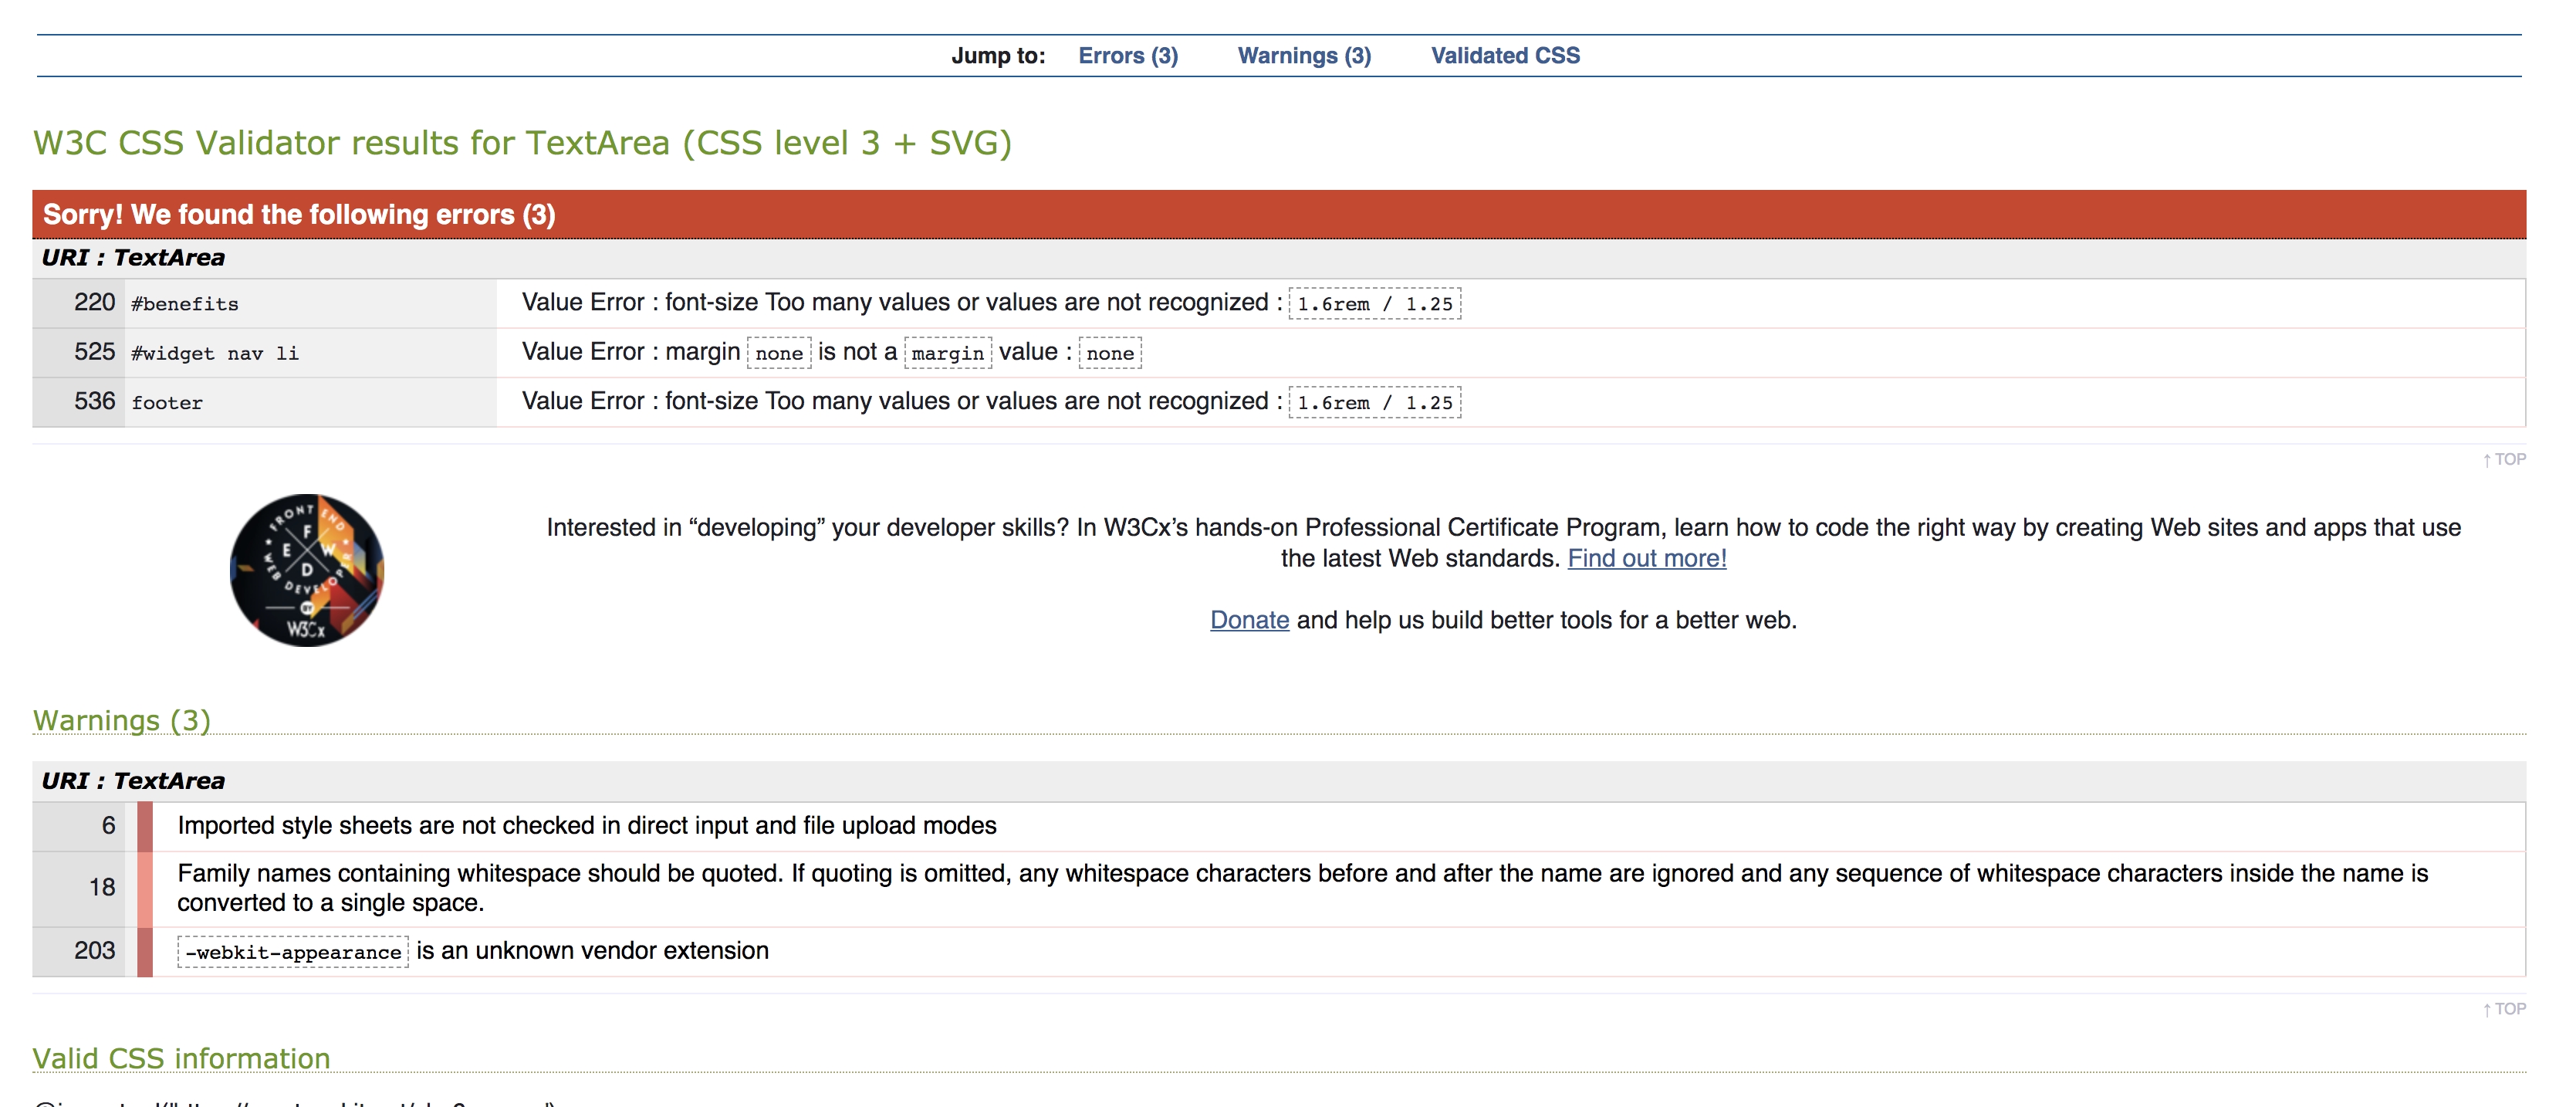 Jump to: Errors (3) Warnings (3) Validated CSS
W3C CSS Validator results for TextArea (CSS level 3 + SVG)
Sorry! We found the following errors (3)
URI : TextArea
220 #benefits Value Error : font-size Too many values or values are not recognized : 1.6rem / 1.25
525 #widget nav li Value Error : margin none is not a margin value : none
536 footer Value Error : font-size Too many values or values are not recognized : 1.6rem / 1.25
↑ TOP
FRONT END
F
E W
D
WEB DEVELOPER
BY
W3Cx
Interested in “developing” your developer skills? In W3Cx’s hands-on Professional Certificate Program, learn how to code the right way by creating Web sites and apps that use
the latest Web standards. Find out more!
Donate and help us build better tools for a better web.
Warnings (3)
URI : TextArea
6 Imported style sheets are not checked in direct input and file upload modes
18 Family names containing whitespace should be quoted. If quoting is omitted, any whitespace characters before and after the name are ignored and any sequence of whitespace characters inside the name is
converted to a single space.
203 -webkit-appearance is an unknown vendor extension
↑ TOP
Valid CSS information